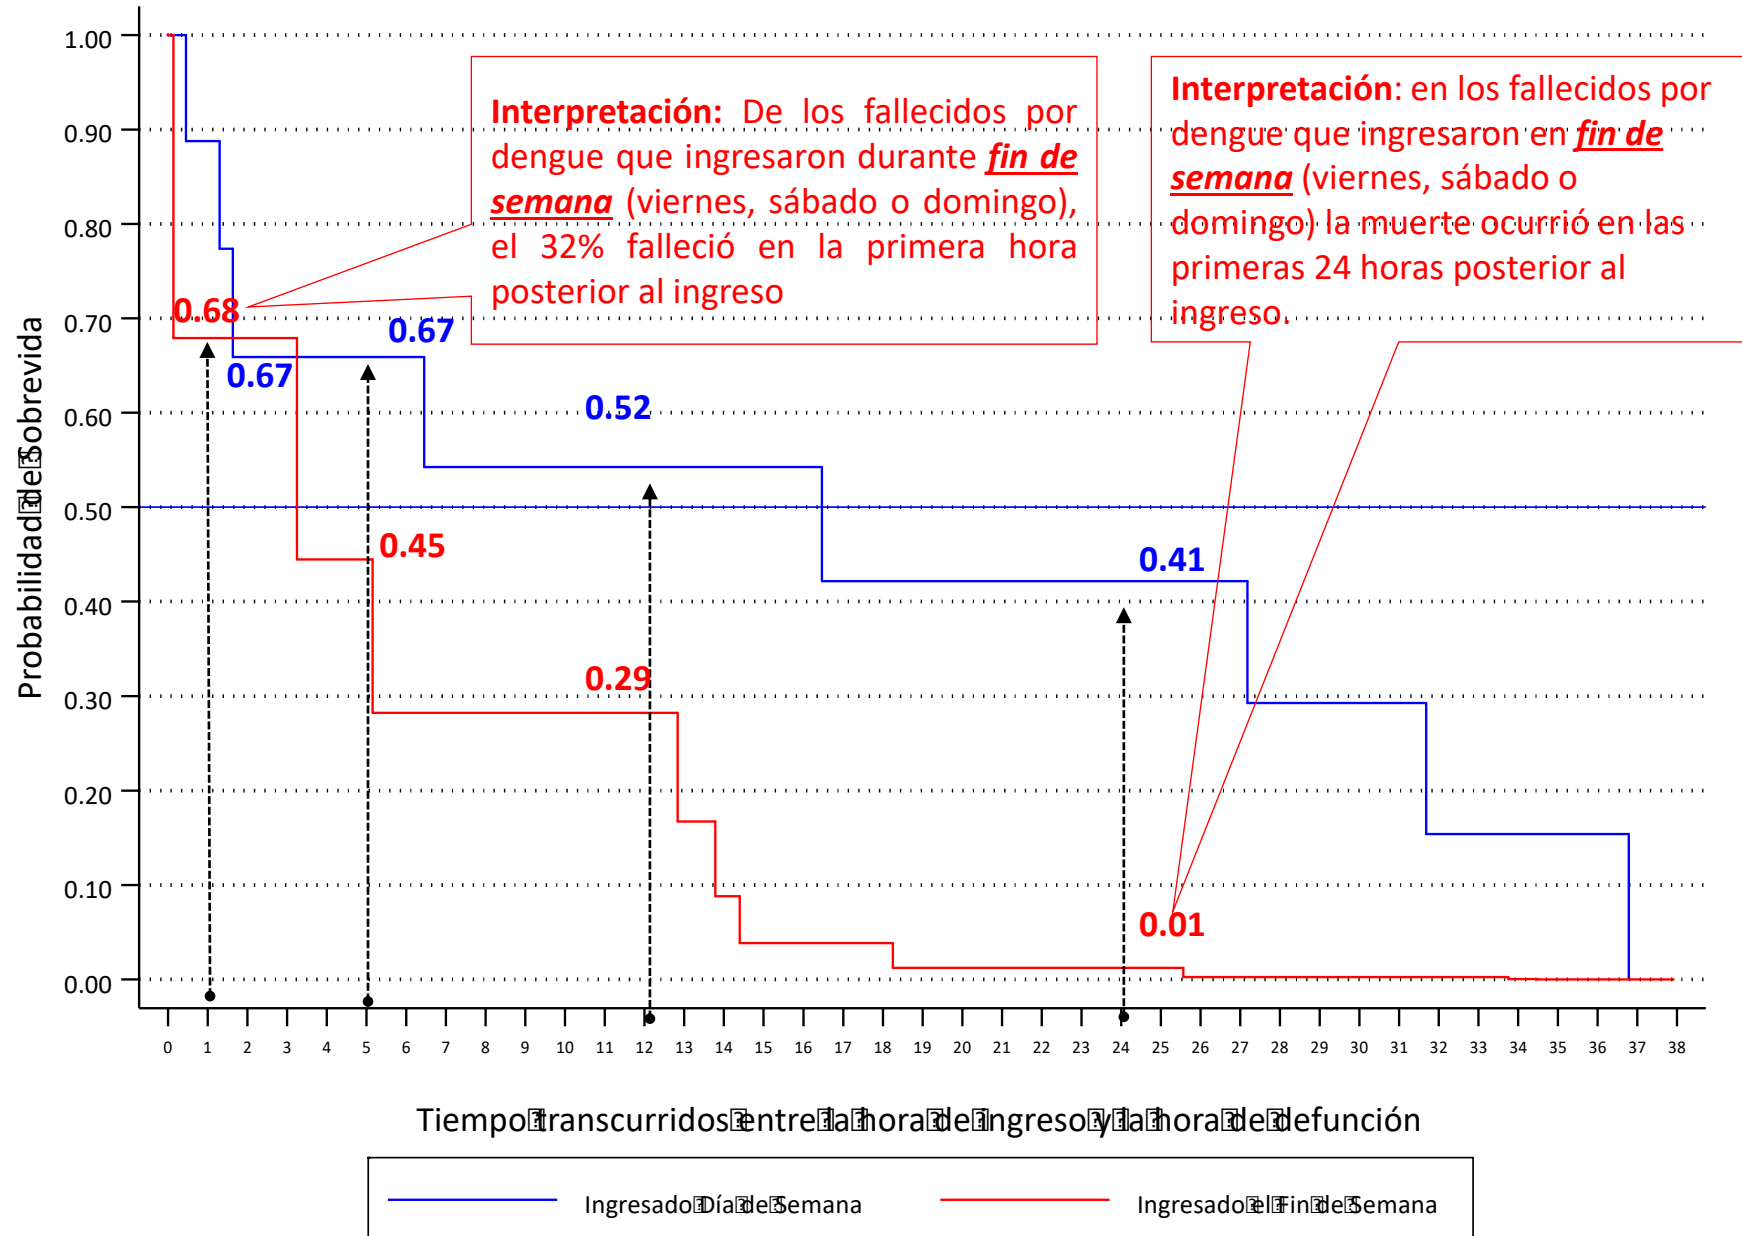 1.00
0.90
0.80
0.70
0.60
0.50
0.40
0.30
0.20
0.10
0.00
Probabilidad de Sobrevida
Interpretación: De los fallecidos por
dengue que ingresaron durante fin de
semana (viernes, sábado o domingo),
el 32% falleció en la primera hora
posterior al ingreso
Interpretación: en los fallecidos por
dengue que ingresaron en fin de
semana (viernes, sábado o
domingo) la muerte ocurrió en las
primeras 24 horas posterior al
ingreso.
0.68
0.67
0.67
0.52
0.45
0.41
0.29
0.01
0 1 2 3 4 5 6 7 8 9 10 11 12 13 14 15 16 17 18 19 20 21 22 23 24 25 26 27 28 29 30 31 32 33 34 35 36 37 38
Tiempo transcurridos entre la hora de ingreso y la hora de defunción
Ingresado Día de Semana
Ingresado el Fin de Semana